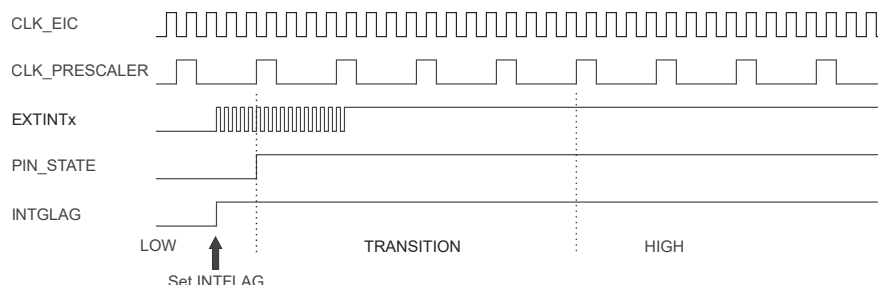 CLK_EIC
CLK_PRESCALER
EXTINTx
PIN_STATE
INTGLAG
LOW TRANSITION HIGH
Set INTFLAG